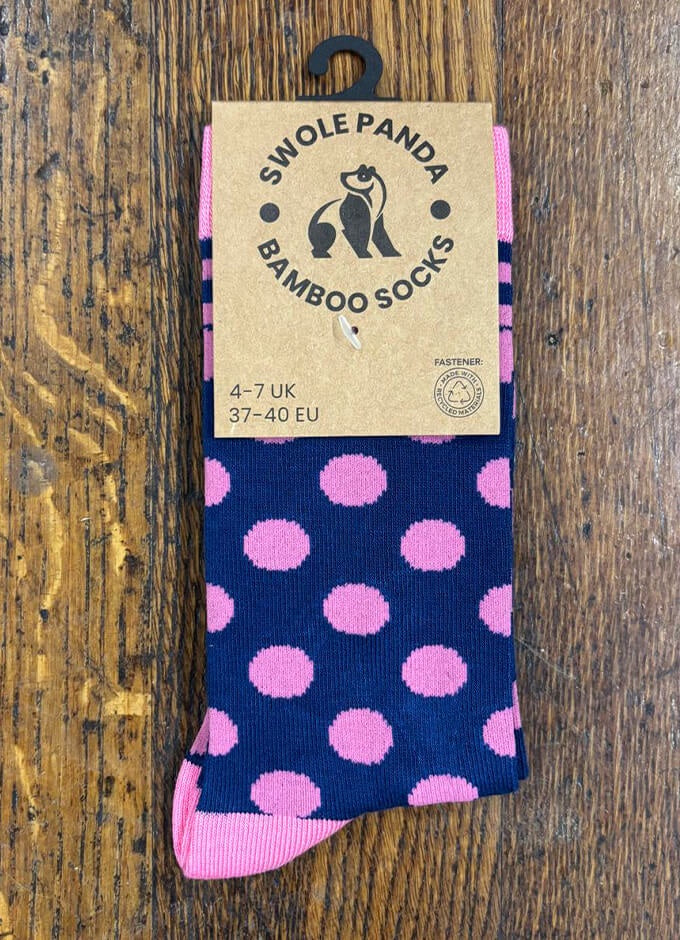 SWOLE PANDA
BAMBOO SOCKS
FASTENER:
MADE WITH
RECYCLED MATERIALS
4-7 UK
37-40 EU